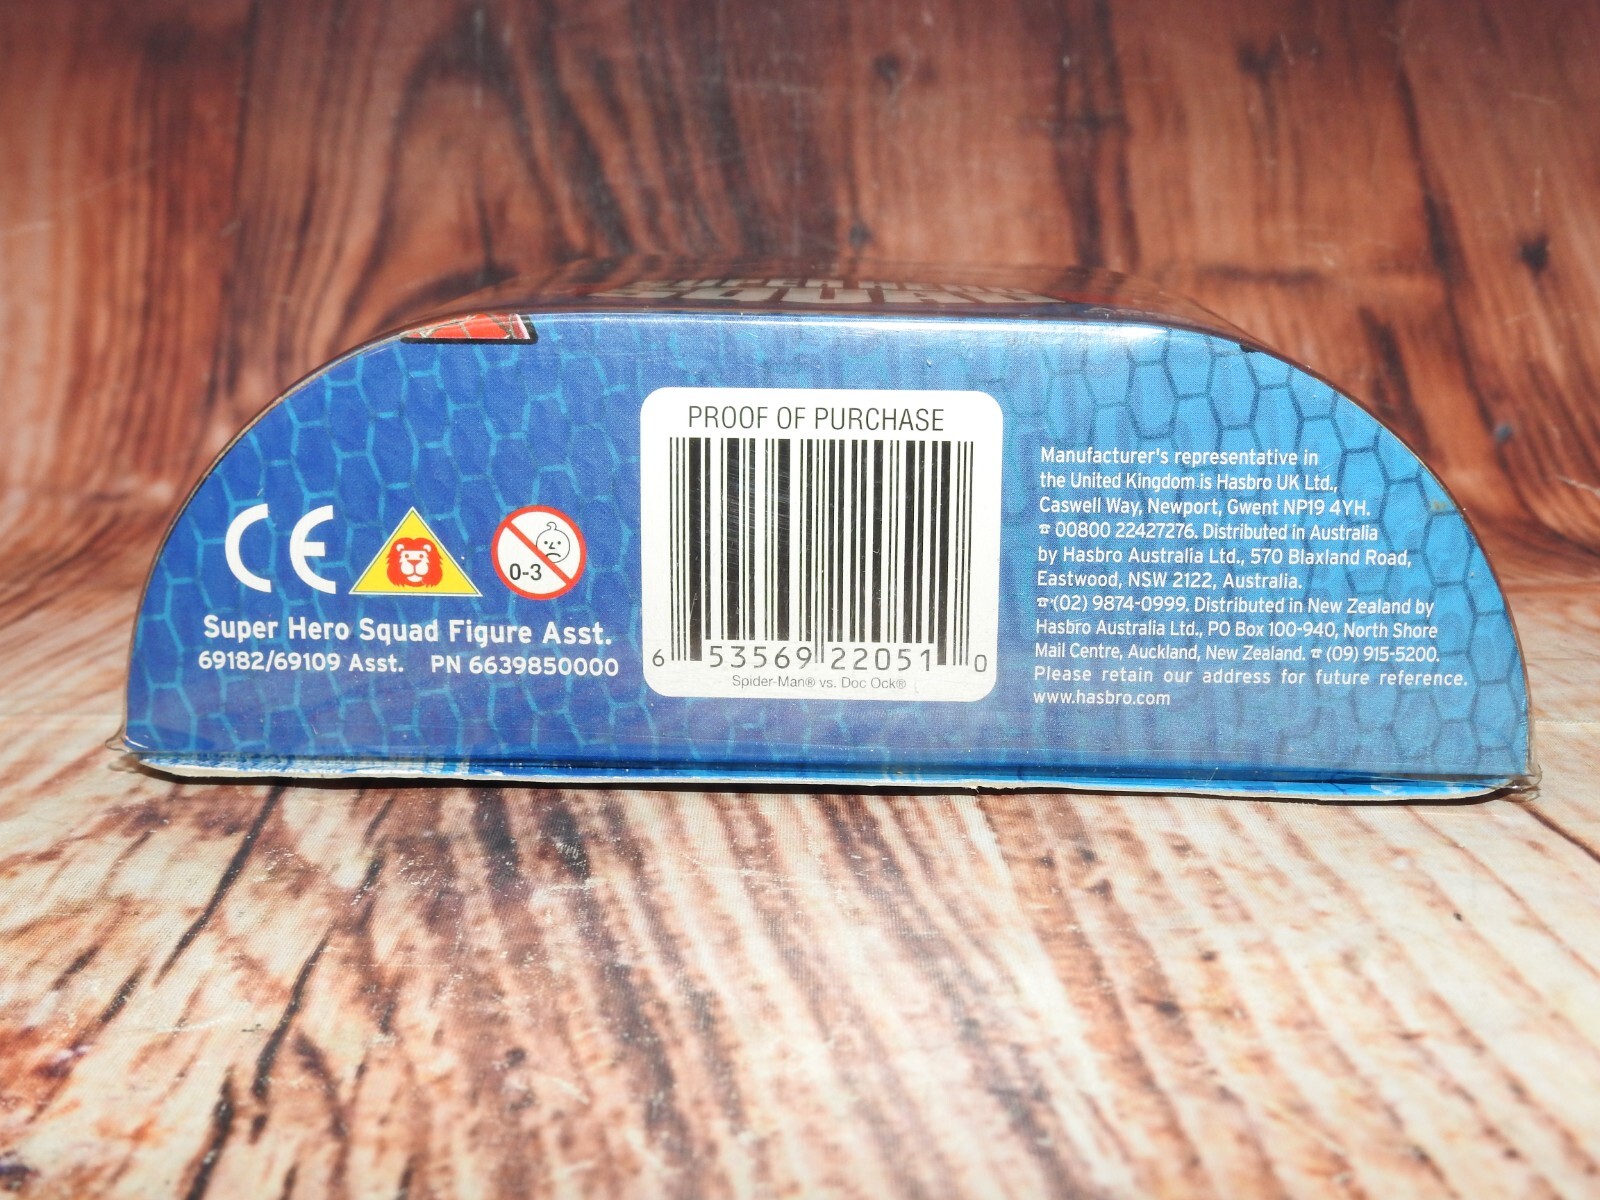 SQUAD
CE
0-3
Super Hero Squad Figure Asst.
69182/69109 Asst. PN 6639850000
PROOF OF PURCHASE
6 53569 22051 0
Spider-Man® vs. Doc Ock®
Manufacturer's representative in
the United Kingdom is Hasbro UK Ltd.,
Caswell Way, Newport, Gwent NP19 4YH.
☎ 00800 22427276. Distributed in Australia
by Hasbro Australia Ltd., 570 Blaxland Road,
Eastwood, NSW 2122, Australia.
☎ (02) 9874-0999. Distributed in New Zealand by
Hasbro Australia Ltd., PO Box 100-940, North Shore
Mail Centre, Auckland, New Zealand. ☎ (09) 915-5200.
Please retain our address for future reference.
www.hasbro.com